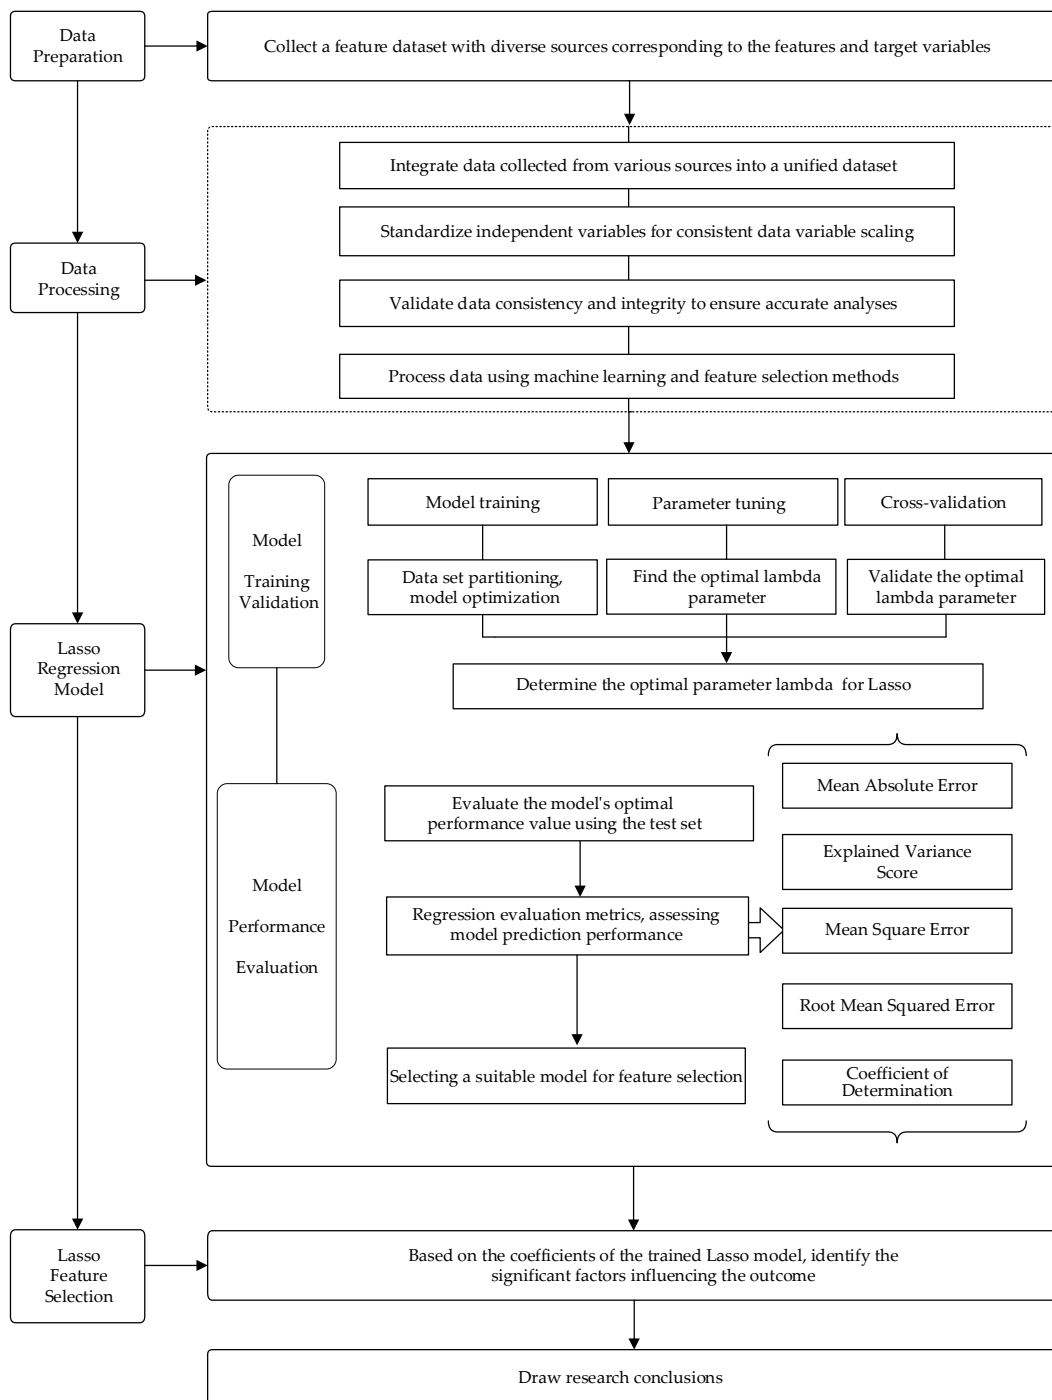 Data
Preparation
Collect a feature dataset with diverse sources corresponding to the features and target variables
Integrate data collected from various sources into a unified dataset
Standardize independent variables for consistent data variable scaling
Data
Processing
Validate data consistency and integrity to ensure accurate analyses
Process data using machine learning and feature selection methods
Model
Training
Validation
Model training
Parameter tuning
Cross-validation
Data set partitioning,
model optimization
Find the optimal lambda
parameter
Validate the optimal
lambda parameter
Lasso
Regression
Model
Determine the optimal parameter lambda for Lasso
Model
Performance
Evaluation
Evaluate the model's optimal
performance value using the test set
Regression evaluation metrics, assessing
model prediction performance
Selecting a suitable model for feature selection
Mean Absolute Error
Explained Variance
Score
Mean Square Error
Root Mean Squared Error
Coefficient of
Determination
Lasso
Feature
Selection
Based on the coefficients of the trained Lasso model, identify the
significant factors influencing the outcome
Draw research conclusions